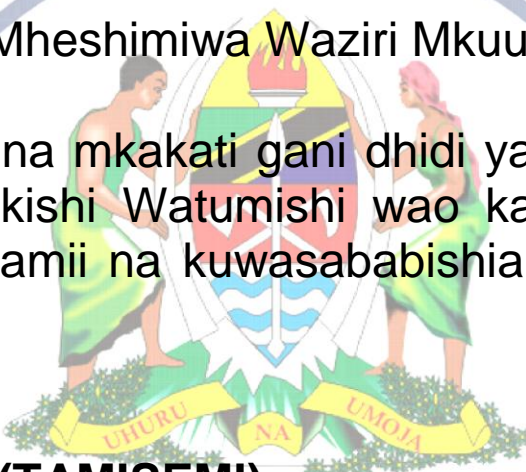 Mheshimiwa Waziri Mkuu
na mkakati gani dhidi ya
kishi Watumishi wao ka
amii na kuwasababishia
UHURU NA UMOJA
(TAMISEMI)